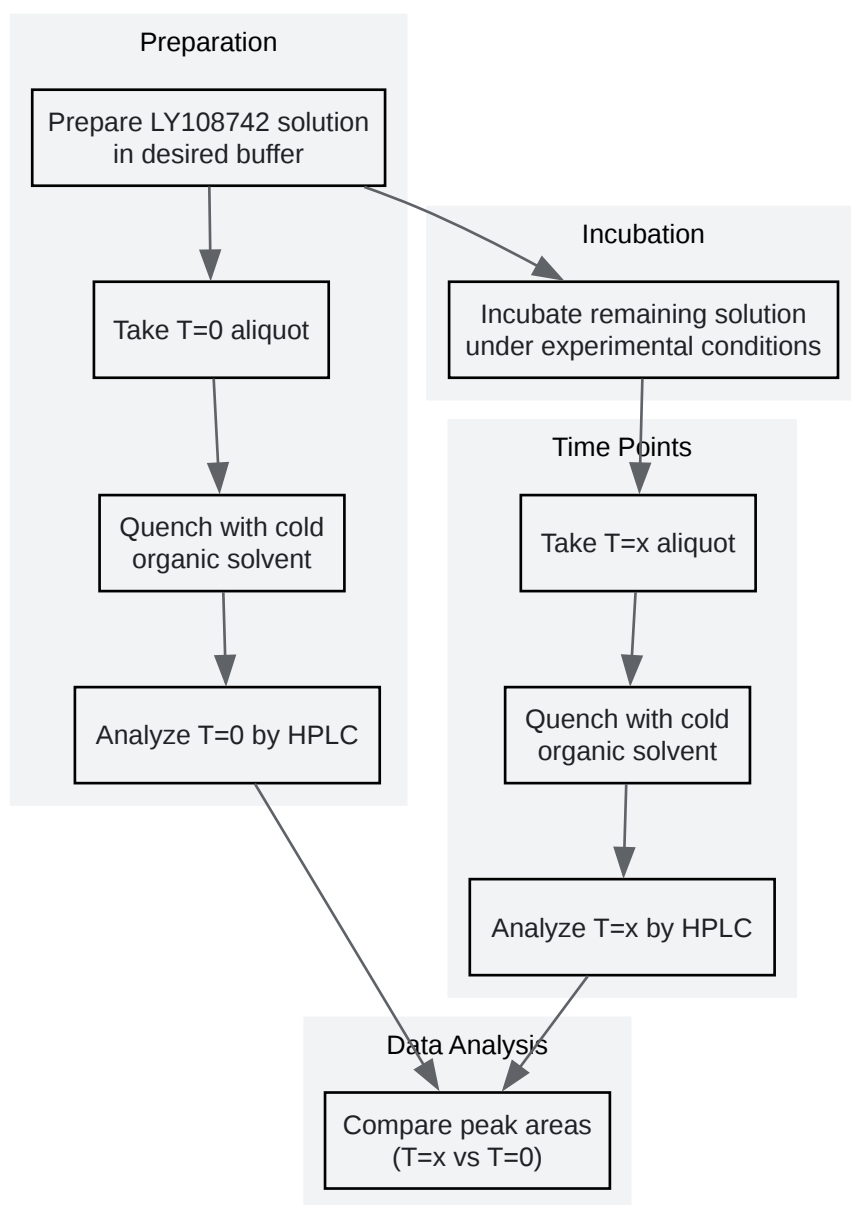 Preparation
Prepare LY108742 solution
in desired buffer
Take T=0 aliquot
Quench with cold
organic solvent
Analyze T=0 by HPLC
Incubation
Incubate remaining solution
under experimental conditions
Time Points
Take T=x aliquot
Quench with cold
organic solvent
Analyze T=x by HPLC
Data Analysis
Compare peak areas
(T=x vs T=0)